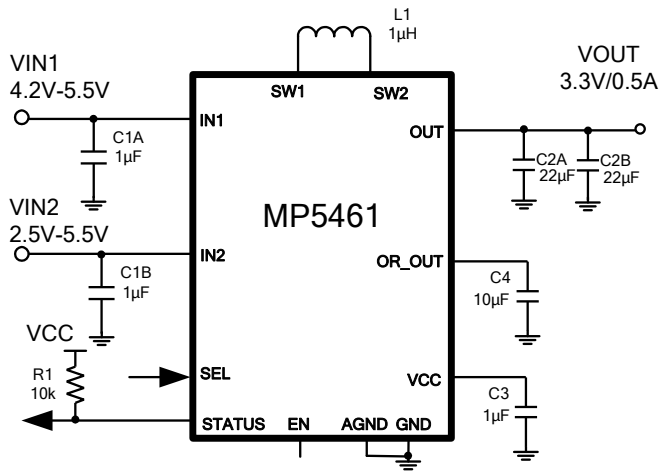 L1
1µH
VIN1
4.2V-5.5V
VOUT
3.3V/0.5A
SW1
SW2
IN1
OUT
C1A
1µF
C2A
22µF
C2B
22µF
VIN2
2.5V-5.5V
MP5461
IN2
OR_OUT
C1B
1µF
C4
10µF
VCC
R1
10k
SEL
VCC
C3
1µF
STATUS
EN
AGND
GND